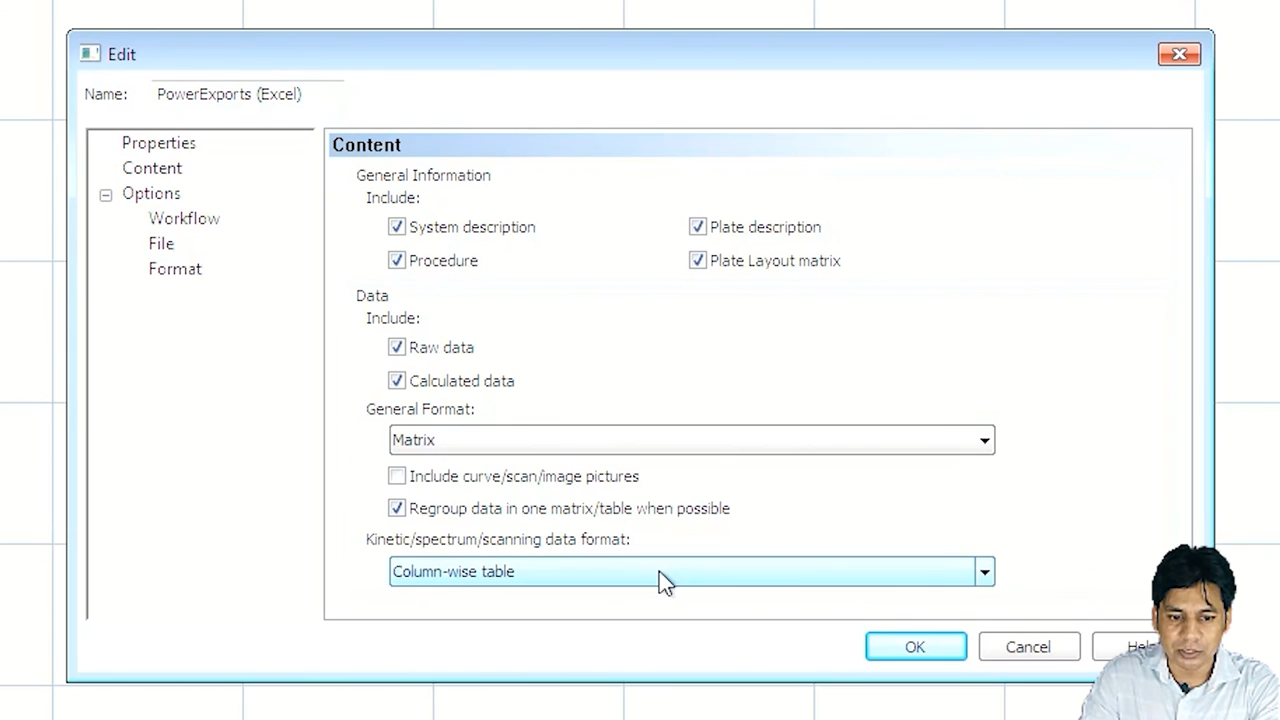 Edit
Name: PowerExports (Excel)
Properties
Content
Options
Workflow
File
Format
Content
General Information
Include:
System description Plate description
Procedure Plate Layout matrix
Data
Include:
Raw data
Calculated data
General Format:
Matrix
Include curve/scan/image pictures
Regroup data in one matrix/table when possible
Kinetic/spectrum/scanning data format:
Column-wise table
OK Cancel Help